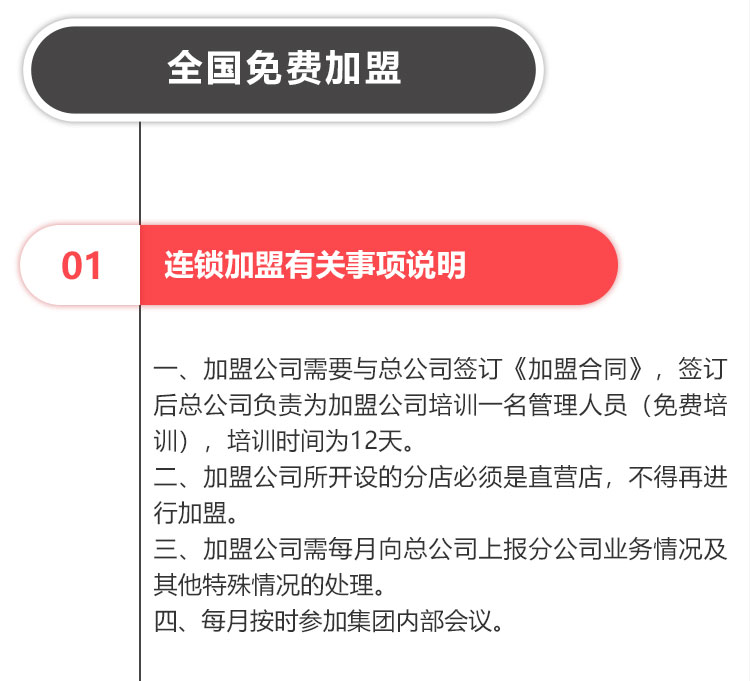 全国免费加盟
01
连锁加盟有关事项说明
一、加盟公司需要与总公司签订《加盟合同》，签订
后总公司负责为加盟公司培训一名管理人员（免费培
训），培训时间为12天。
二、加盟公司所开设的分店必须是直营店，不得再进
行加盟。
三、加盟公司需每月向总公司上报分公司业务情况及
其他特殊情况的处理。
四、每月按时参加集团内部会议。